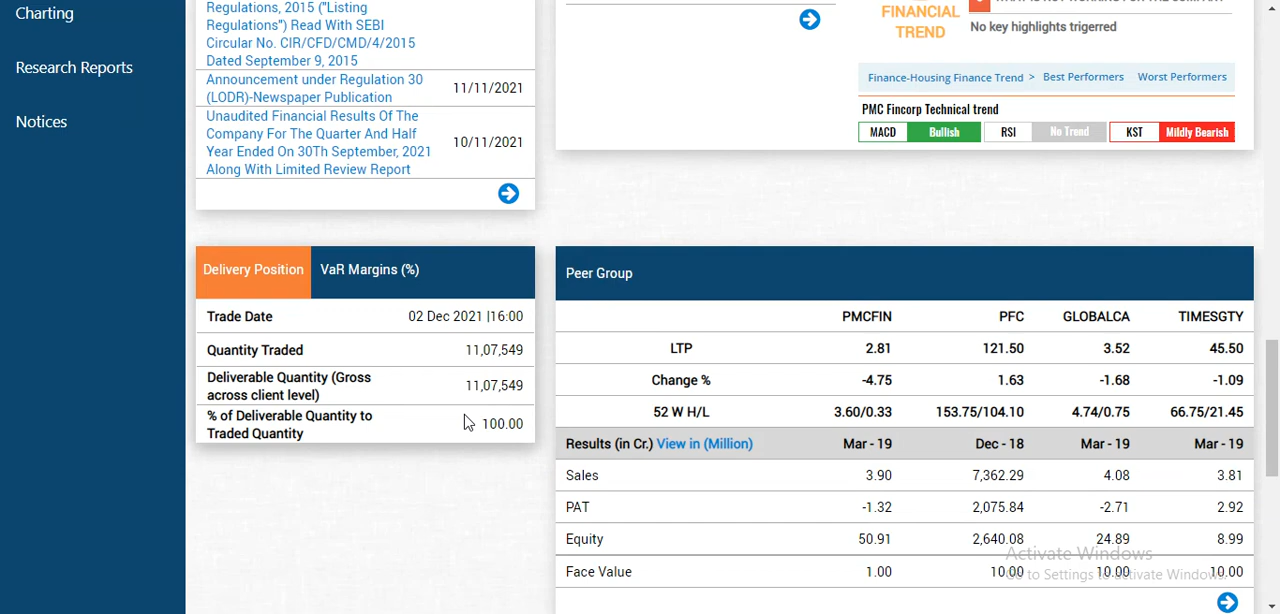 Charting
Research Reports
Notices
Regulations, 2015 ("Listing
Regulations") Read With SEBI
Circular No. CIR/CFD/CMD/4/2015
Dated September 9, 2015
Announcement under Regulation 30
(LODR)-Newspaper Publication
11/11/2021
Unaudited Financial Results Of The
Company For The Quarter And Half
Year Ended On 30Th September, 2021
Along With Limited Review Report
10/11/2021
FINANCIAL
TREND
No key highlights trigerred
Finance-Housing Finance Trend > Best Performers Worst Performers
PMC Fincorp Technical trend
MACD Bullish RSI No Trend KST Mildly Bearish
Delivery Position VaR Margins (%)
Trade Date 02 Dec 2021 |16:00
Quantity Traded 11,07,549
Deliverable Quantity (Gross
across client level) 11,07,549
% of Deliverable Quantity to
Traded Quantity 100.00
Peer Group
PMCFIN PFC GLOBALCA TIMESGTY
LTP 2.81 121.50 3.52 45.50
Change % -4.75 1.63 -1.68 -1.09
52 W H/L 3.60/0.33 153.75/104.10 4.74/0.75 66.75/21.45
Results (in Cr.) View in (Million) Mar - 19 Dec - 18 Mar - 19 Mar - 19
Sales 3.90 7,362.29 4.08 3.81
PAT -1.32 2,075.84 -2.71 2.92
Equity 50.91 2,640.08 24.89 8.99
Face Value 1.00 10.00 10.00 10.00
Activate Windows
Go to Settings to activate Windows.